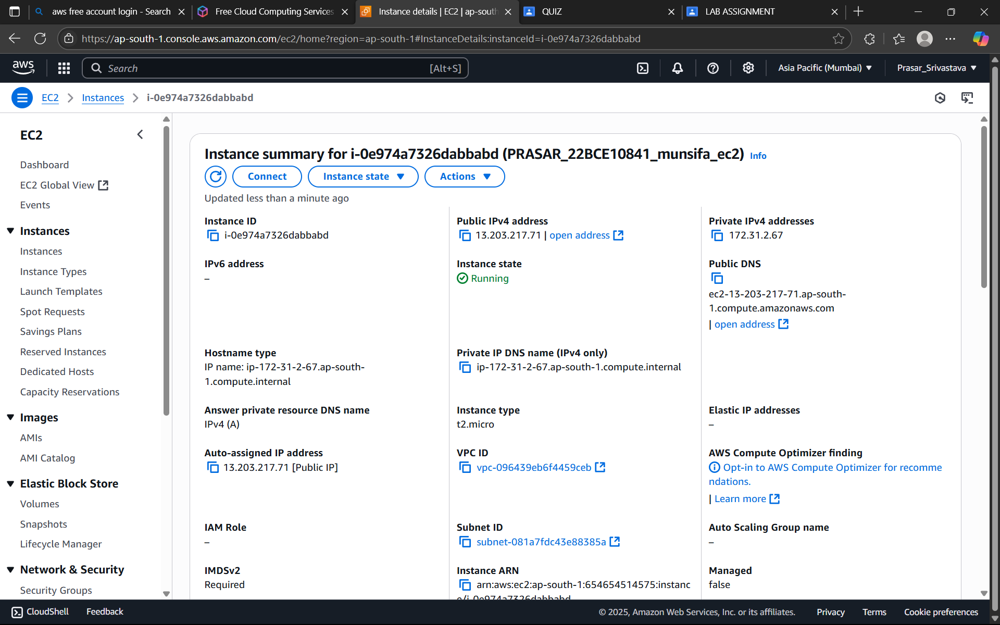 aws free account login - Search
Free Cloud Computing Services
Instance details | EC2 | ap-south
QUIZ
LAB ASSIGNMENT
https://ap-south-1.console.aws.amazon.com/ec2/home?region=ap-south-1#InstanceDetails:instanceId=i-0e974a7326dabbabd
aws
Search
[Alt+S]
Asia Pacific (Mumbai)
Prasar_Srivastava
EC2
Instances
i-0e974a7326dabbabd
EC2
Dashboard
EC2 Global View
Events
Instances
Instances
Instance Types
Launch Templates
Spot Requests
Savings Plans
Reserved Instances
Dedicated Hosts
Capacity Reservations
Images
AMIs
AMI Catalog
Elastic Block Store
Volumes
Snapshots
Lifecycle Manager
Network & Security
Security Groups
Instance summary for i-0e974a7326dabbabd (PRASAR_22BCE10841_munsifa_ec2) Info
Connect
Instance state
Actions
Updated less than a minute ago
Instance ID
i-0e974a7326dabbabd
Public IPv4 address
13.203.217.71 | open address
Private IPv4 addresses
172.31.2.67
IPv6 address
–
Instance state
Running
Public DNS
ec2-13-203-217-71.ap-south-
1.compute.amazonaws.com
| open address
Hostname type
IP name: ip-172-31-2-67.ap-south-
1.compute.internal
Private IP DNS name (IPv4 only)
ip-172-31-2-67.ap-south-1.compute.internal
Answer private resource DNS name
IPv4 (A)
Instance type
t2.micro
Elastic IP addresses
–
Auto-assigned IP address
13.203.217.71 [Public IP]
VPC ID
vpc-096439eb6f4459ceb
AWS Compute Optimizer finding
Opt-in to AWS Compute Optimizer for recomme
ndations.
| Learn more
IAM Role
–
Subnet ID
subnet-081a7fdc43e88385a
Auto Scaling Group name
–
IMDSv2
Required
Instance ARN
arn:aws:ec2:ap-south-1:654654514575:instanc
e/i-0e974a7326dabbabd
Managed
false
CloudShell
Feedback
© 2025, Amazon Web Services, Inc. or its affiliates.
Privacy
Terms
Cookie preferences